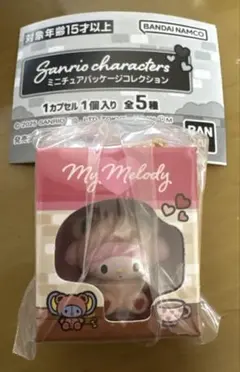 対象年齢15才以上
BANDAI NAMCO
Sanrio characters
ミニチュアパッケージコレクション
1カプセル1個入り 全5種
BAN
My Melody